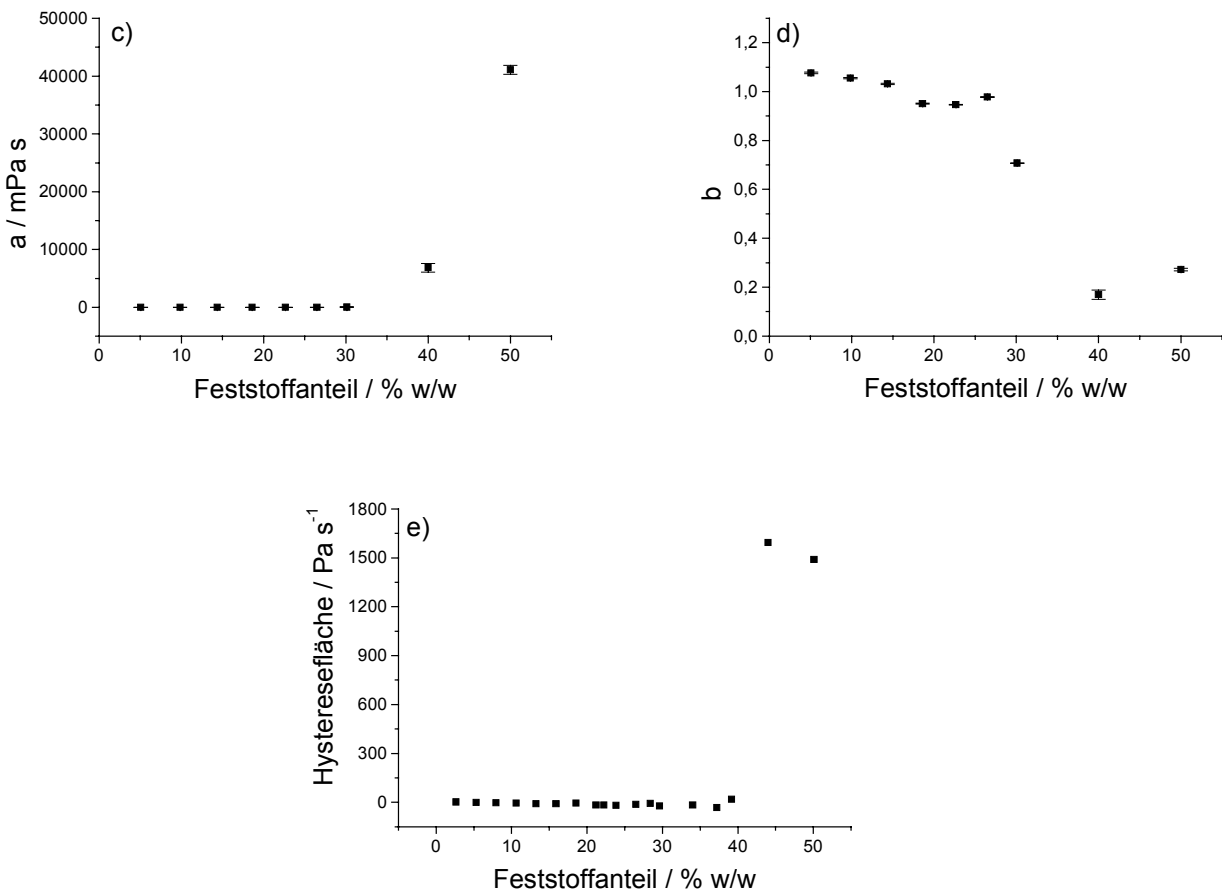 c)
50000
40000
30000
20000
10000
0
a / mPa s
0 10 20 30 40 50
Feststoffanteil / % w/w
d)
1,2
1,0
0,8
0,6
0,4
0,2
0,0
b
0 10 20 30 40 50
Feststoffanteil / % w/w
e)
1800
1500
1200
900
600
300
0
Hysteresefläche / Pa s⁻¹
0 10 20 30 40 50
Feststoffanteil / % w/w